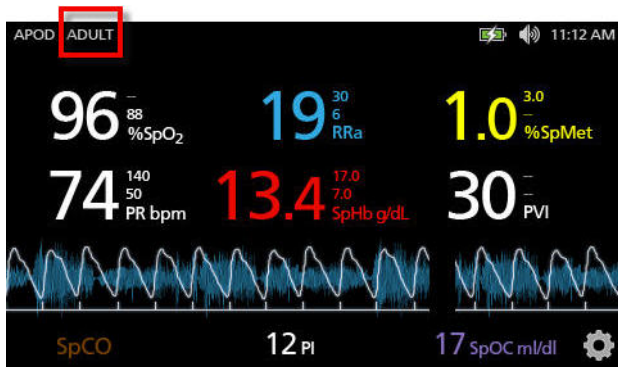 APOD ADULT 11:12 AM
96 -- 88 %SpO₂
19 30 6 RRa
1.0 3.0 -- %SpMet
74 140 50 PR bpm
13.4 17.0 7.0 SpHb g/dL
30 -- -- PVI
SpCO 12 PI 17 SpOC ml/dl